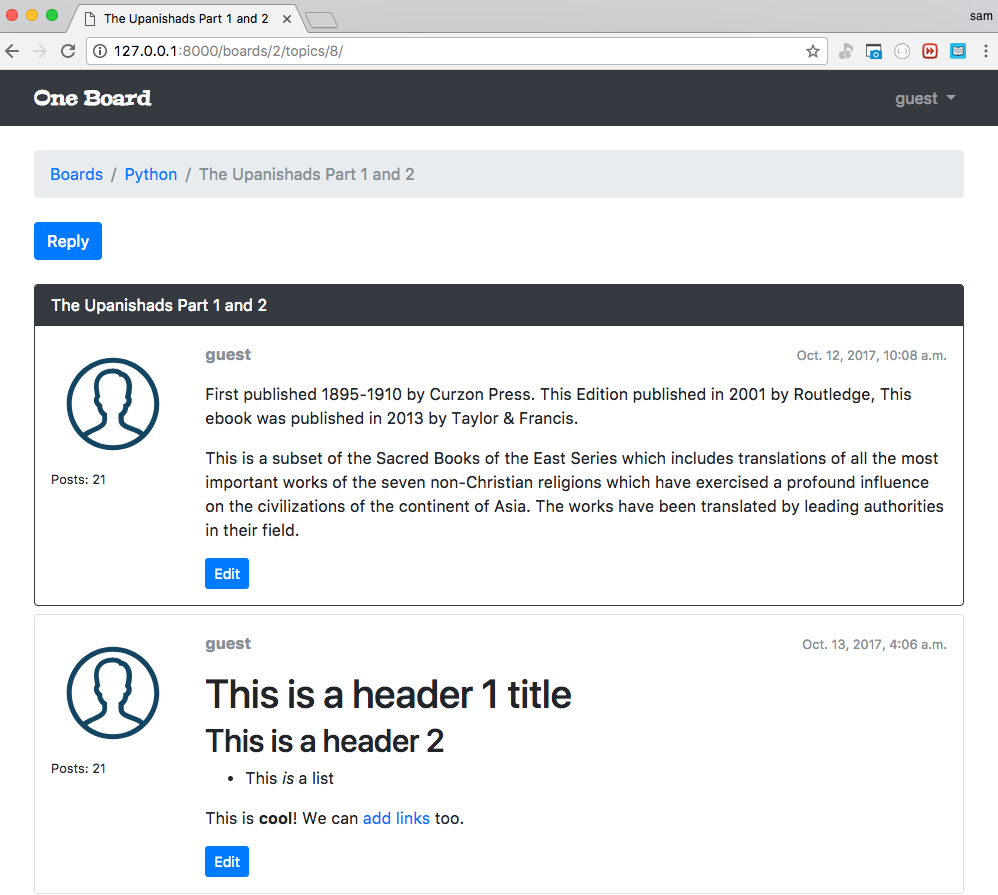 The Upanishads Part 1 and 2
sam
127.0.0.1:8000/boards/2/topics/8/
One Board
guest
Boards / Python / The Upanishads Part 1 and 2
Reply
The Upanishads Part 1 and 2
guest
Oct. 12, 2017, 10:08 a.m.
First published 1895-1910 by Curzon Press. This Edition published in 2001 by Routledge, This
ebook was published in 2013 by Taylor & Francis.
Posts: 21
This is a subset of the Sacred Books of the East Series which includes translations of all the most
important works of the seven non-Christian religions which have exercised a profound influence
on the civilizations of the continent of Asia. The works have been translated by leading authorities
in their field.
Edit
guest
Oct. 13, 2017, 4:06 a.m.
This is a header 1 title
This is a header 2
Posts: 21
• This is a list
This is cool! We can add links too.
Edit